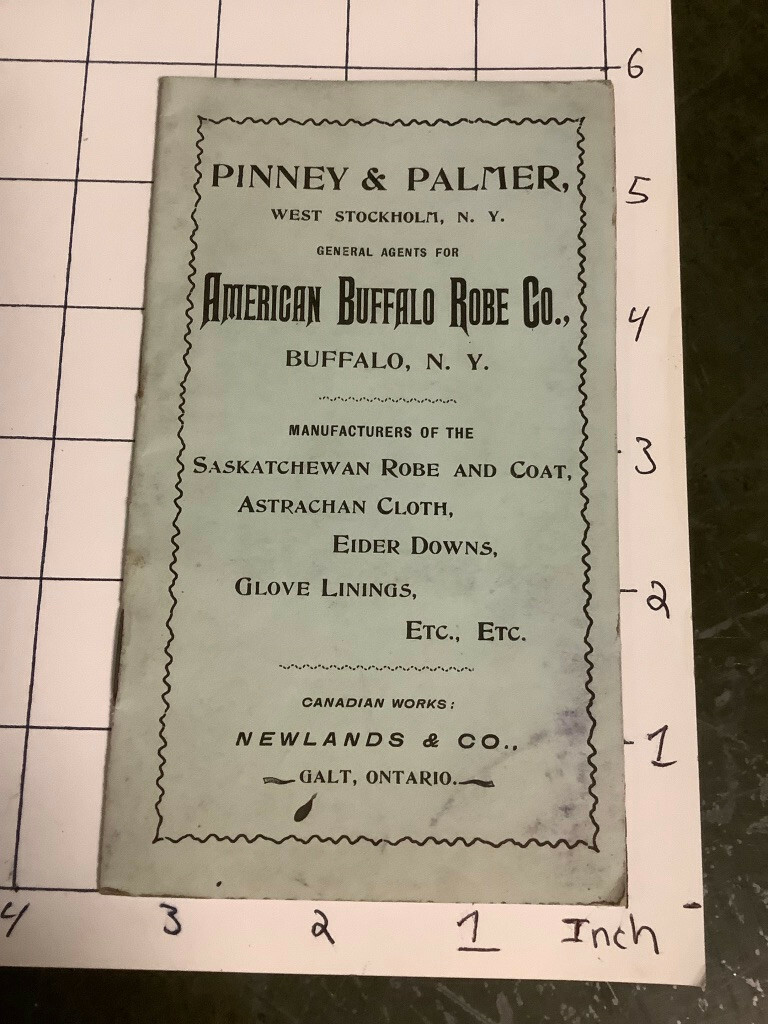 PINNEY & PALMER,
WEST STOCKHOLM, N. Y.
GENERAL AGENTS FOR
AMERICAN BUFFALO ROBE CO.,
BUFFALO, N. Y.
MANUFACTURERS OF THE
SASKATCHEWAN ROBE AND COAT,
ASTRACHAN CLOTH,
EIDER DOWNS,
GLOVE LININGS,
ETC., ETC.
CANADIAN WORKS:
NEWLANDS & CO.,
GALT, ONTARIO.
6
5
4
3
2
1
4 3 2 1 Inch